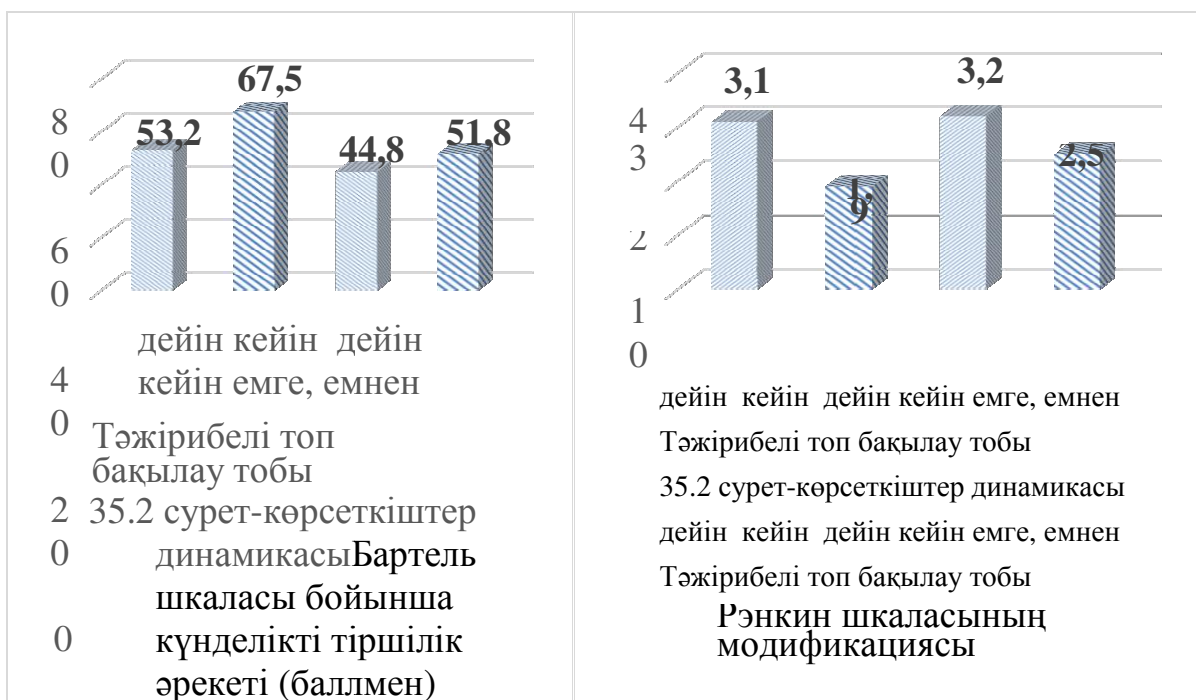 67,5
53,2
44,8
51,8
8
0
6
0
4
0
2
0
0
дейін кейін дейін
кейін емге, емнен
Тәжірибелі топ
бақылау тобы
35.2 сурет-көрсеткіштер
динамикасыБартель
шкаласы бойынша
күнделікті тіршілік
әрекеті (баллмен)
3,1
3,2
1,
9
2,5
4
3
2
1
0
дейін кейін дейін кейін емге, емнен
Тәжірибелі топ бақылау тобы
35.2 сурет-көрсеткіштер динамикасы
дейін кейін дейін кейін емге, емнен
Тәжірибелі топ бақылау тобы
Рэнкин шкаласының
модификациясы